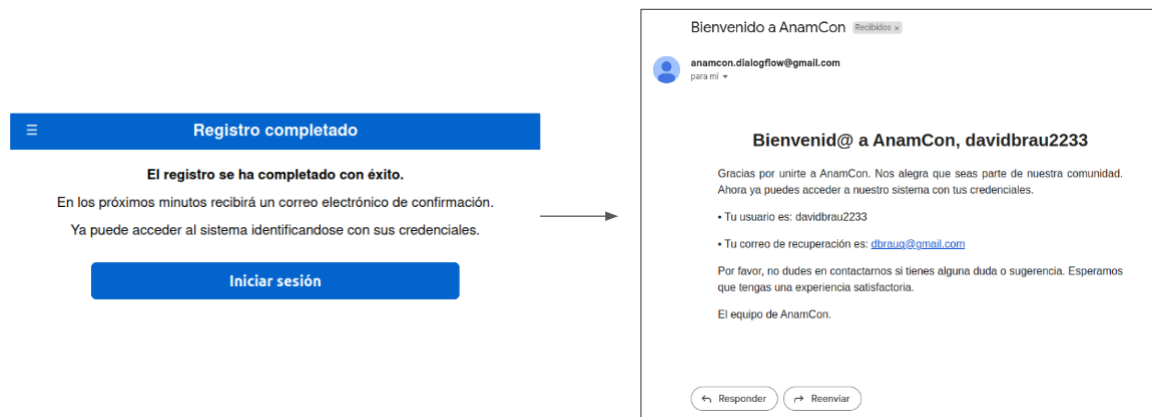 Registro completado
El registro se ha completado con éxito.
En los próximos minutos recibirá un correo electrónico de confirmación.
Ya puede acceder al sistema identificandose con sus credenciales.
Iniciar sesión
Bienvenido a AnamCon Recibidos x
anamcon.dialogflow@gmail.com
para mí
Bienvenid@ a AnamCon, davidbrau2233
Gracias por unirte a AnamCon. Nos alegra que seas parte de nuestra comunidad.
Ahora ya puedes acceder a nuestro sistema con tus credenciales.
• Tu usuario es: davidbrau2233
• Tu correo de recuperación es: dbrauq@gmail.com
Por favor, no dudes en contactarnos si tienes alguna duda o sugerencia. Esperamos
que tengas una experiencia satisfactoria.
El equipo de AnamCon.
Responder
Reenviar